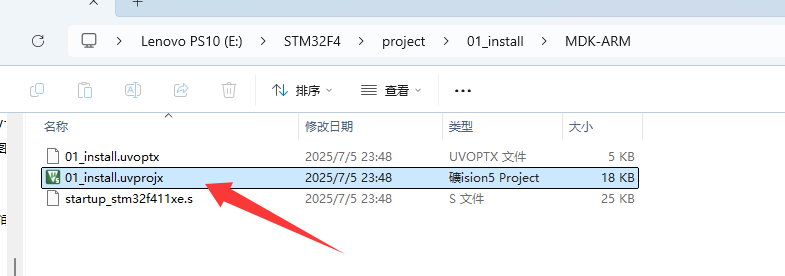 Lenovo PS10 (E:) > STM32F4 > project > 01_install > MDK-ARM
排序 查看 ...
名称 修改日期 类型 大小
01_install.uvoptx 2025/7/5 23:48 UVOPTX 文件 5 KB
01_install.uvprojx 2025/7/5 23:48 礦ision5 Project 18 KB
startup_stm32f411xe.s 2025/7/5 23:48 S 文件 25 KB